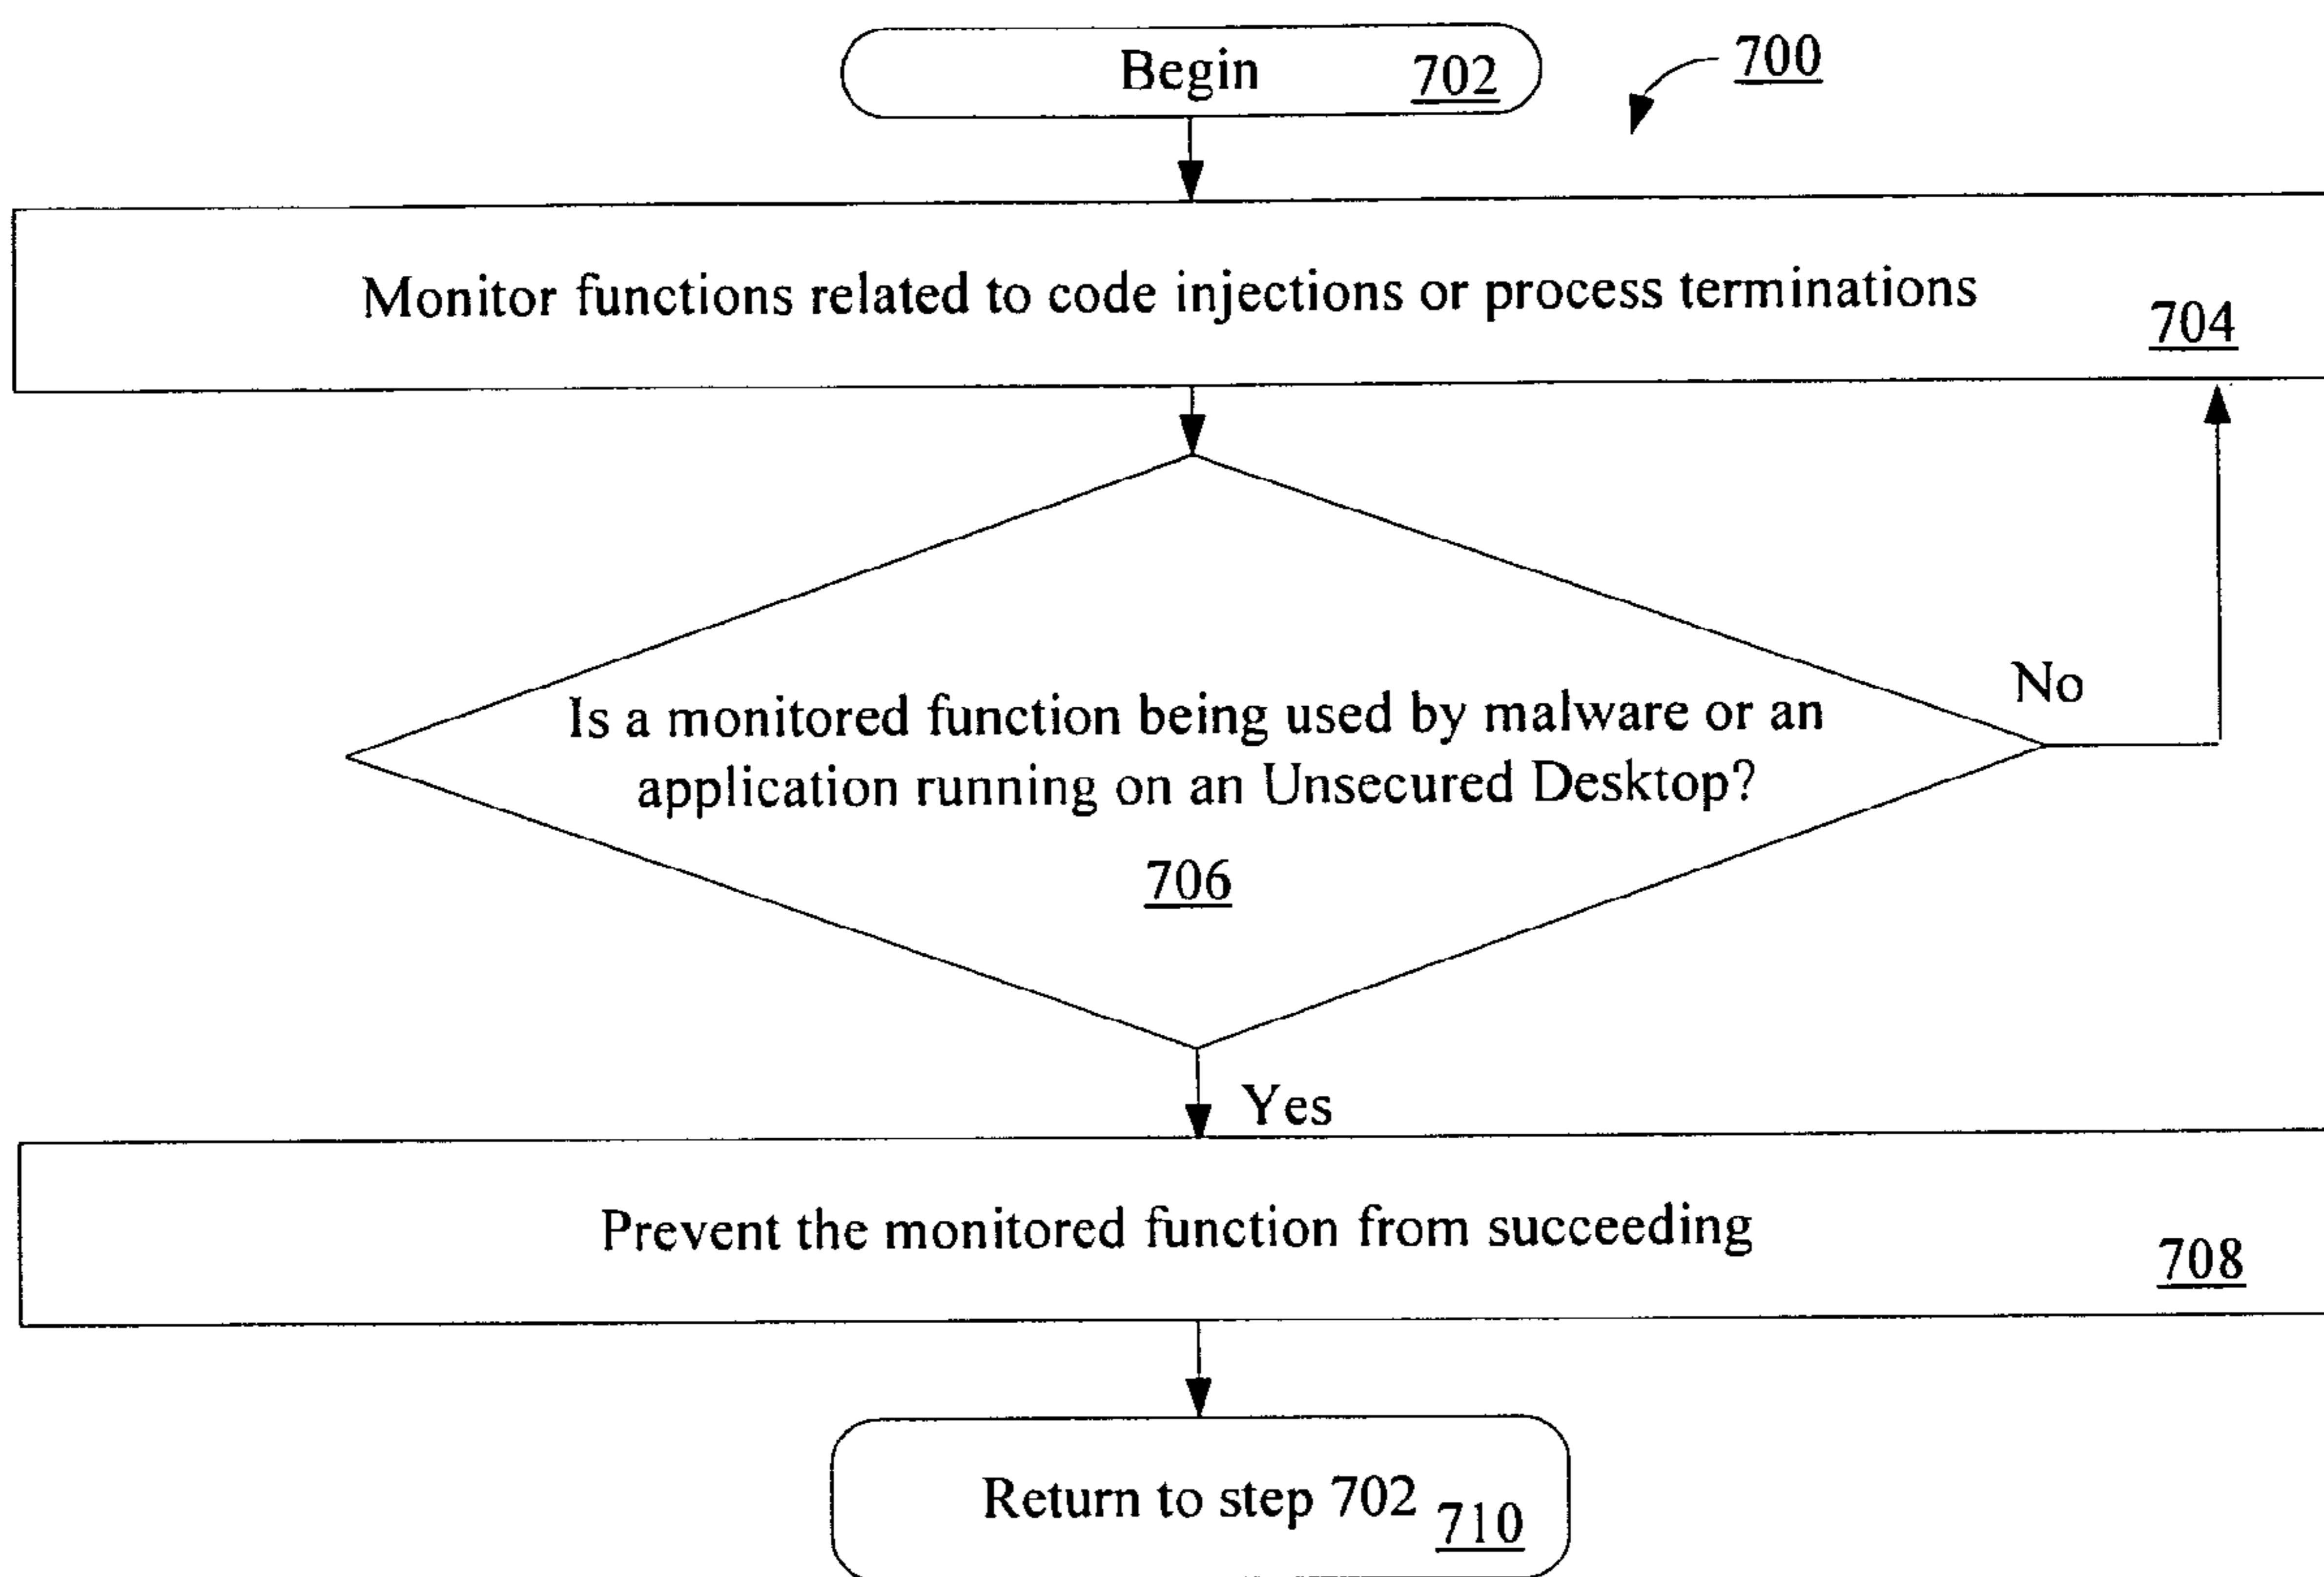 Begin 702
700
Monitor functions related to code injections or process terminations
704
No
Is a monitored function being used by malware or an
application running on an Unsecured Desktop?
706
Yes
Prevent the monitored function from succeeding
708
Return to step 702
710